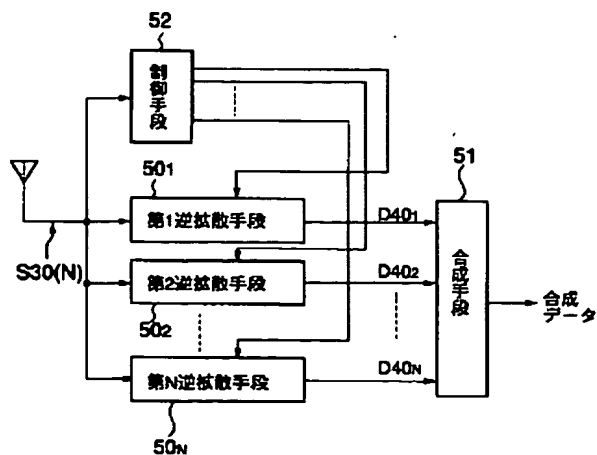 52
制御手段
501
51
第1逆拡散手段
D401
S30(N)
第2逆拡散手段
D402
合成手段
合成
データ
502
第N逆拡散手段
D40N
50N